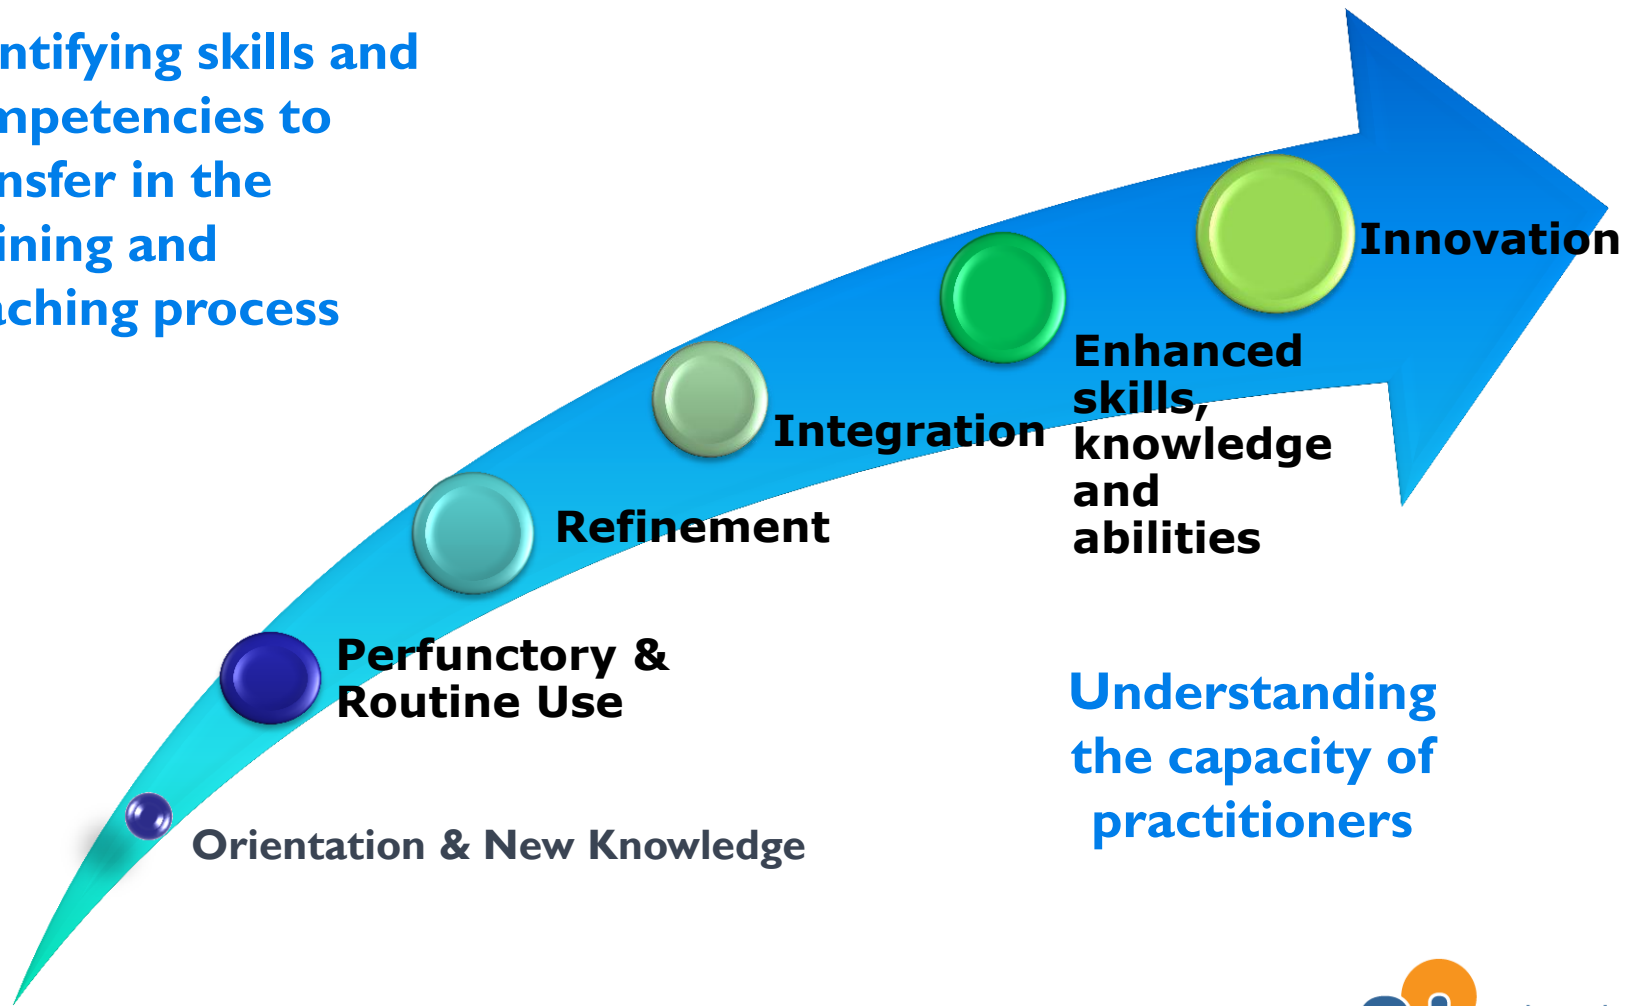 ntifying skills and
mpetencies to
nsfer in the
ining and
aching process
Innovation
Enhanced
skills,
knowledge
and
abilities
Integration
Refinement
Perfunctory &
Routine Use
Understanding
the capacity of
practitioners
Orientation & New Knowledge